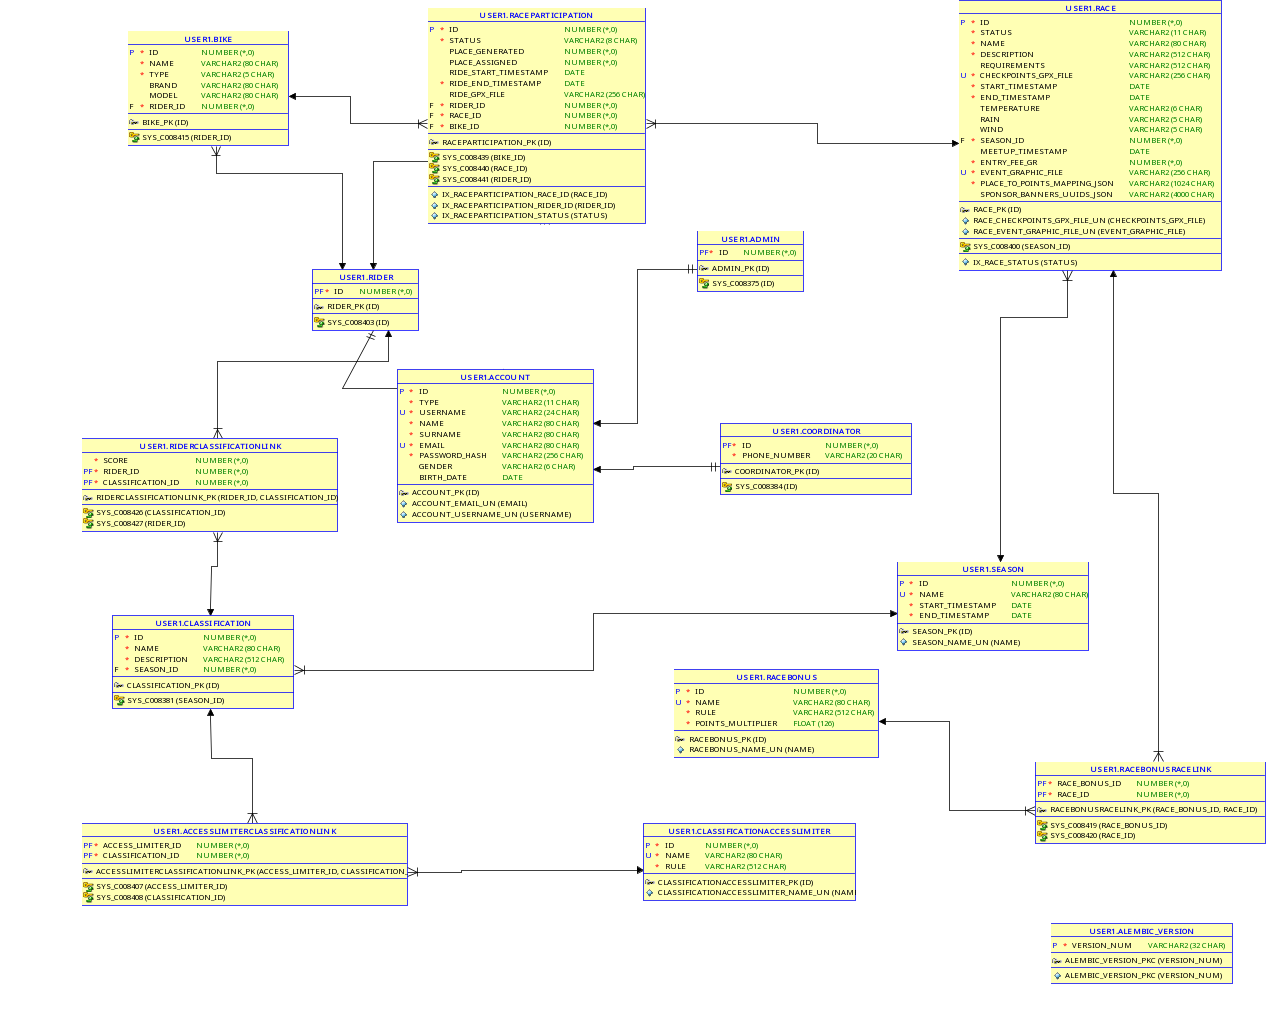 USER1.BIKE
P * ID NUMBER (*,0)
* NAME VARCHAR2 (80 CHAR)
* TYPE VARCHAR2 (5 CHAR)
BRAND VARCHAR2 (80 CHAR)
MODEL VARCHAR2 (80 CHAR)
F * RIDER_ID NUMBER (*,0)
BIKE_PK (ID)
SYS_C008415 (RIDER_ID)
USER1.RACEPARTICIPATION
P * ID NUMBER (*,0)
* STATUS VARCHAR2 (8 CHAR)
PLACE_GENERATED NUMBER (*,0)
PLACE_ASSIGNED NUMBER (*,0)
RIDE_START_TIMESTAMP DATE
* RIDE_END_TIMESTAMP DATE
RIDE_GPX_FILE VARCHAR2 (256 CHAR)
F * RIDER_ID NUMBER (*,0)
F * RACE_ID NUMBER (*,0)
F * BIKE_ID NUMBER (*,0)
RACEPARTICIPATION_PK (ID)
SYS_C008439 (BIKE_ID)
SYS_C008440 (RACE_ID)
SYS_C008441 (RIDER_ID)
IX_RACEPARTICIPATION_RACE_ID (RACE_ID)
IX_RACEPARTICIPATION_RIDER_ID (RIDER_ID)
IX_RACEPARTICIPATION_STATUS (STATUS)
USER1.RACE
P * ID NUMBER (*,0)
* STATUS VARCHAR2 (11 CHAR)
* NAME VARCHAR2 (80 CHAR)
* DESCRIPTION VARCHAR2 (512 CHAR)
REQUIREMENTS VARCHAR2 (512 CHAR)
U * CHECKPOINTS_GPX_FILE VARCHAR2 (256 CHAR)
* START_TIMESTAMP DATE
* END_TIMESTAMP DATE
TEMPERATURE VARCHAR2 (6 CHAR)
RAIN VARCHAR2 (5 CHAR)
WIND VARCHAR2 (5 CHAR)
F * SEASON_ID NUMBER (*,0)
MEETUP_TIMESTAMP DATE
* ENTRY_FEE_GR NUMBER (*,0)
U * EVENT_GRAPHIC_FILE VARCHAR2 (256 CHAR)
* PLACE_TO_POINTS_MAPPING_JSON VARCHAR2 (1024 CHAR)
SPONSOR_BANNERS_UUIDS_JSON VARCHAR2 (4000 CHAR)
RACE_PK (ID)
RACE_CHECKPOINTS_GPX_FILE_UN (CHECKPOINTS_GPX_FILE)
RACE_EVENT_GRAPHIC_FILE_UN (EVENT_GRAPHIC_FILE)
SYS_C008400 (SEASON_ID)
IX_RACE_STATUS (STATUS)
USER1.ADMIN
PF* ID NUMBER (*,0)
ADMIN_PK (ID)
SYS_C008375 (ID)
USER1.RIDER
PF* ID NUMBER (*,0)
RIDER_PK (ID)
SYS_C008403 (ID)
USER1.ACCOUNT
P * ID NUMBER (*,0)
* TYPE VARCHAR2 (11 CHAR)
U * USERNAME VARCHAR2 (24 CHAR)
* NAME VARCHAR2 (80 CHAR)
* SURNAME VARCHAR2 (80 CHAR)
U * EMAIL VARCHAR2 (80 CHAR)
* PASSWORD_HASH VARCHAR2 (256 CHAR)
GENDER VARCHAR2 (6 CHAR)
BIRTH_DATE DATE
ACCOUNT_PK (ID)
ACCOUNT_EMAIL_UN (EMAIL)
ACCOUNT_USERNAME_UN (USERNAME)
USER1.COORDINATOR
PF* ID NUMBER (*,0)
* PHONE_NUMBER VARCHAR2 (20 CHAR)
COORDINATOR_PK (ID)
SYS_C008384 (ID)
USER1.RIDERCLASSIFICATIONLINK
* SCORE NUMBER (*,0)
PF* RIDER_ID NUMBER (*,0)
PF* CLASSIFICATION_ID NUMBER (*,0)
RIDERCLASSIFICATIONLINK_PK (RIDER_ID, CLASSIFICATION_ID)
SYS_C008426 (CLASSIFICATION_ID)
SYS_C008427 (RIDER_ID)
USER1.SEASON
P * ID NUMBER (*,0)
U * NAME VARCHAR2 (80 CHAR)
* START_TIMESTAMP DATE
* END_TIMESTAMP DATE
SEASON_PK (ID)
SEASON_NAME_UN (NAME)
USER1.CLASSIFICATION
P * ID NUMBER (*,0)
* NAME VARCHAR2 (80 CHAR)
* DESCRIPTION VARCHAR2 (512 CHAR)
F * SEASON_ID NUMBER (*,0)
CLASSIFICATION_PK (ID)
SYS_C008381 (SEASON_ID)
USER1.RACEBONUS
P * ID NUMBER (*,0)
U * NAME VARCHAR2 (80 CHAR)
* RULE VARCHAR2 (512 CHAR)
* POINTS_MULTIPLIER FLOAT (126)
RACEBONUS_PK (ID)
RACEBONUS_NAME_UN (NAME)
USER1.RACEBONUSRACELINK
PF* RACE_BONUS_ID NUMBER (*,0)
PF* RACE_ID NUMBER (*,0)
RACEBONUSRACELINK_PK (RACE_BONUS_ID, RACE_ID)
SYS_C008419 (RACE_BONUS_ID)
SYS_C008420 (RACE_ID)
USER1.ACCESSLIMITERCLASSIFICATIONLINK
PF* ACCESS_LIMITER_ID NUMBER (*,0)
PF* CLASSIFICATION_ID NUMBER (*,0)
ACCESSLIMITERCLASSIFICATIONLINK_PK (ACCESS_LIMITER_ID, CLASSIFICATION_
SYS_C008407 (ACCESS_LIMITER_ID)
SYS_C008408 (CLASSIFICATION_ID)
USER1.CLASSIFICATIONACCESSLIMITER
P * ID NUMBER (*,0)
U * NAME VARCHAR2 (80 CHAR)
* RULE VARCHAR2 (512 CHAR)
CLASSIFICATIONACCESSLIMITER_PK (ID)
CLASSIFICATIONACCESSLIMITER_NAME_UN (NAM
USER1.ALEMBIC_VERSION
P * VERSION_NUM VARCHAR2 (32 CHAR)
ALEMBIC_VERSION_PKC (VERSION_NUM)
ALEMBIC_VERSION_PKC (VERSION_NUM)